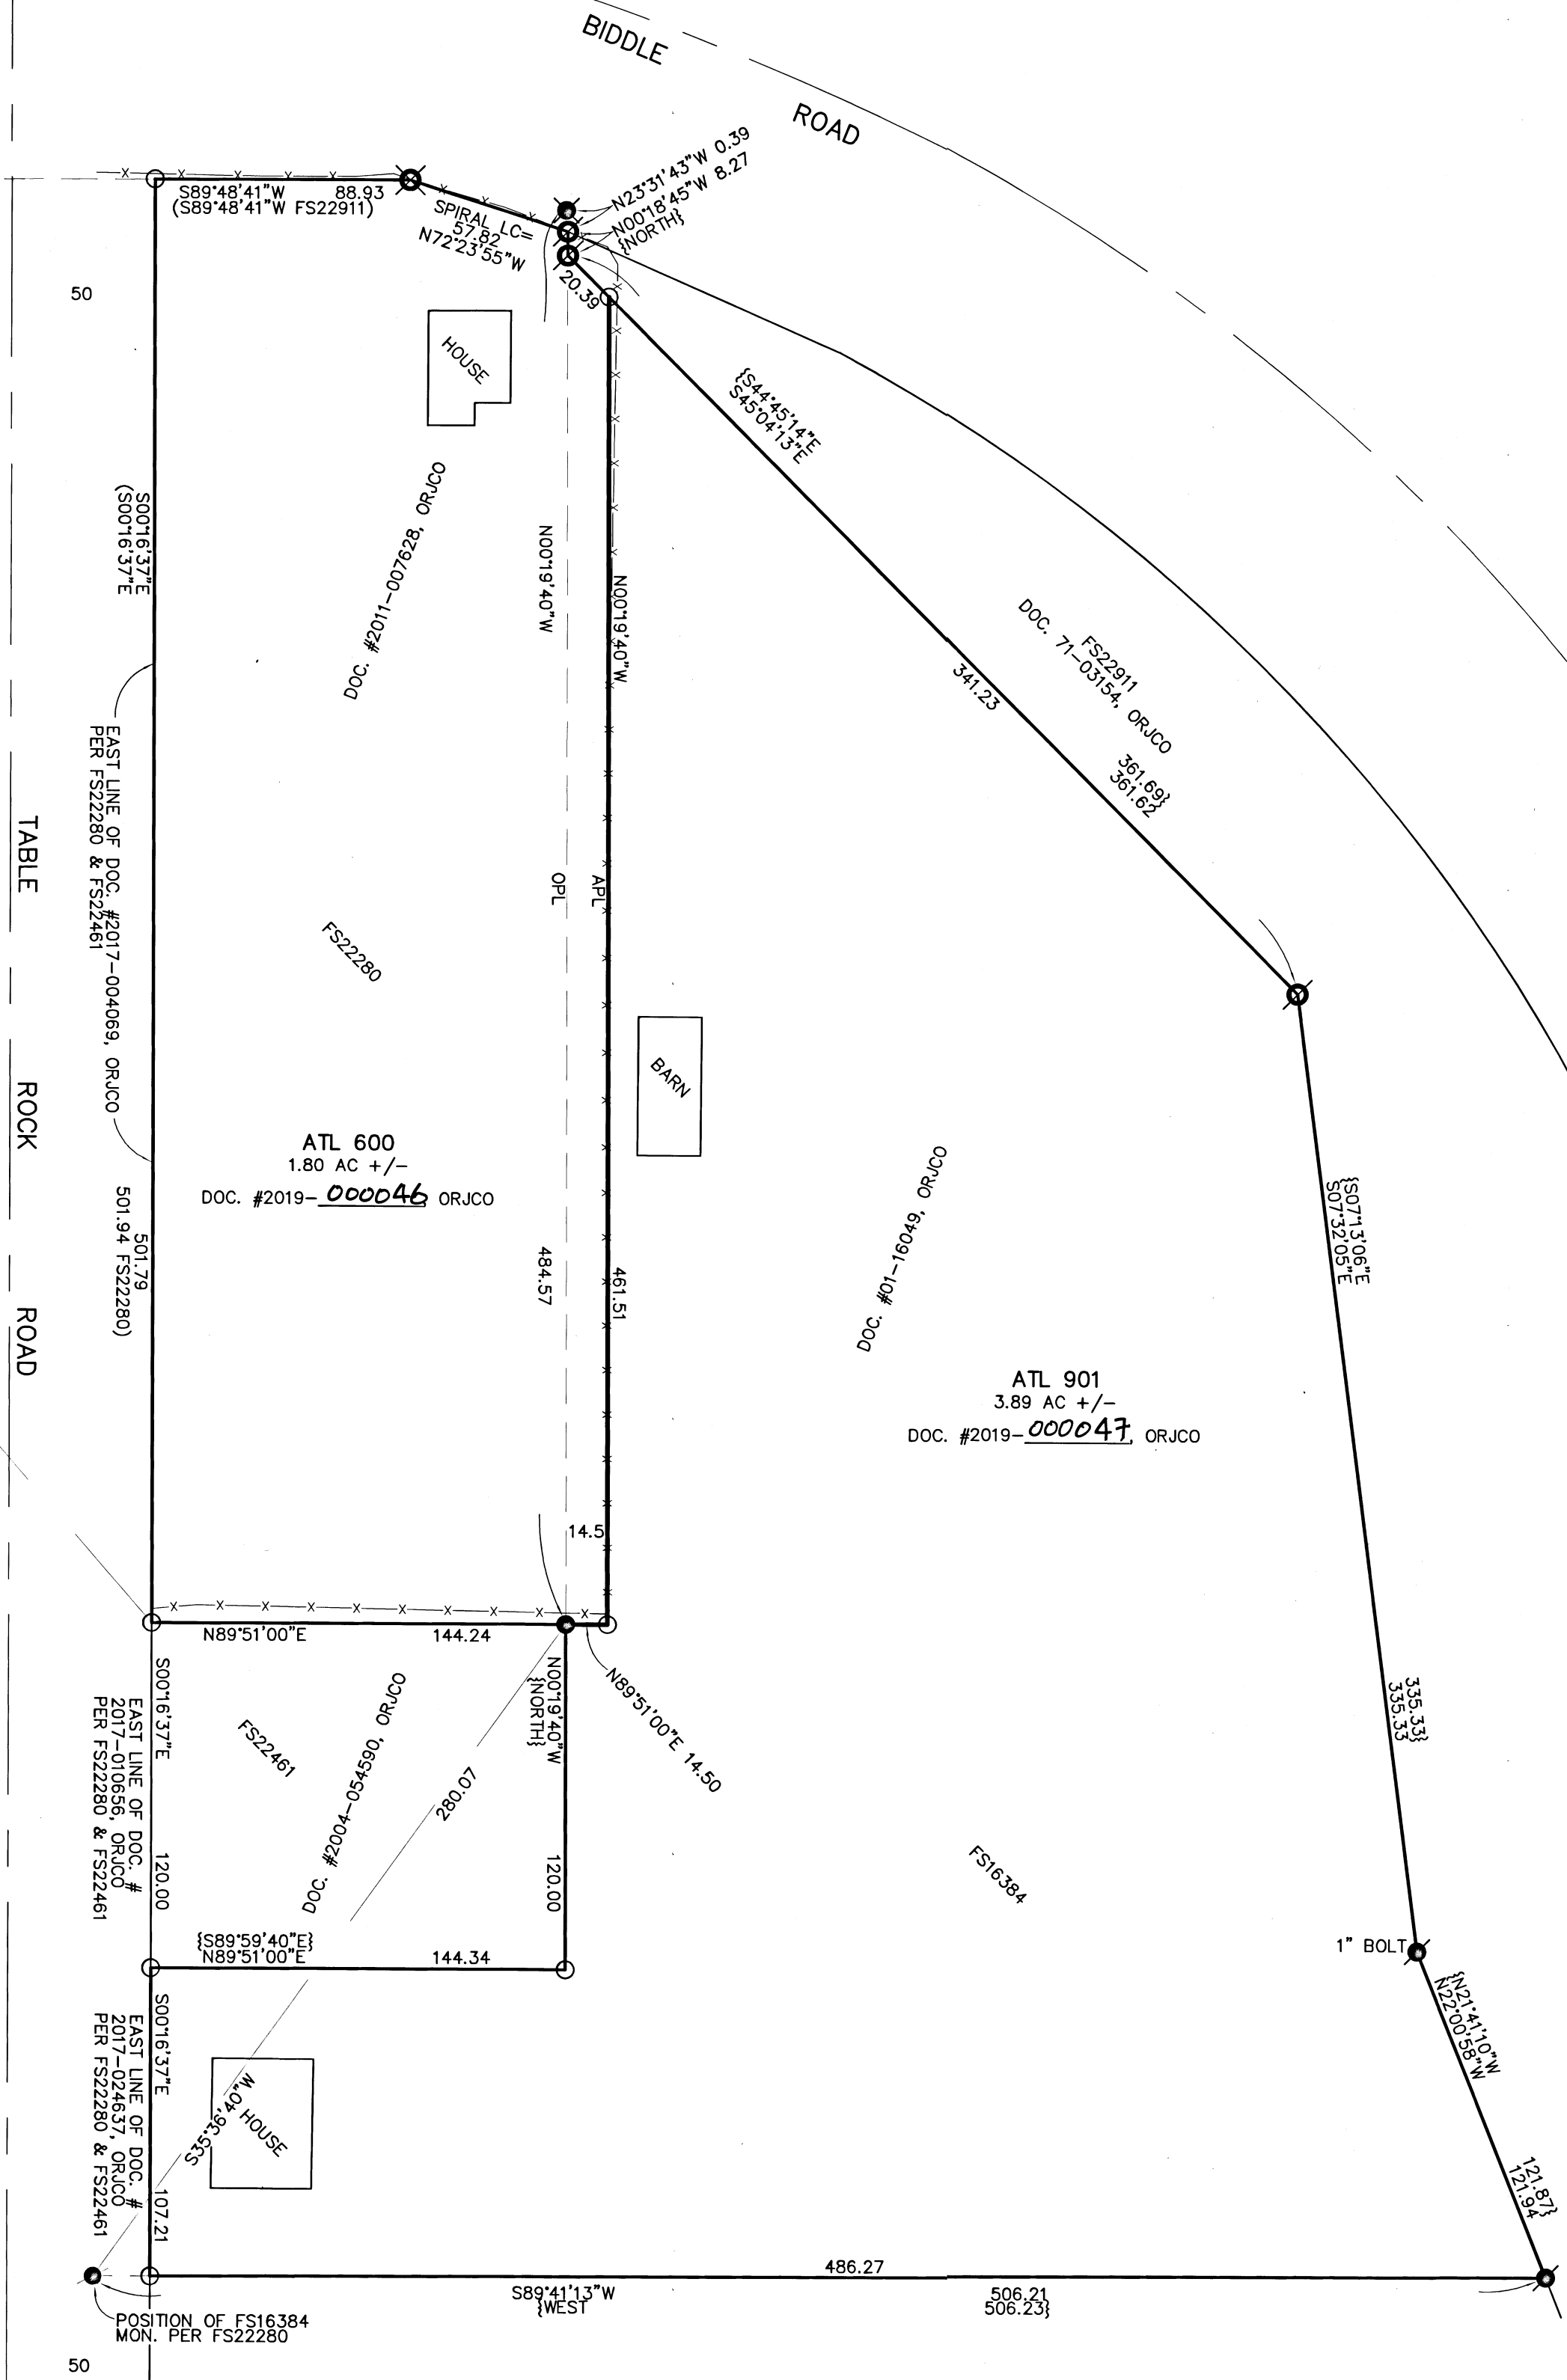 BIDDLE
ROAD
N23°31'43"W 0.39
N00°18'45"W 8.27
{NORTH}
S89°48'41"W 88.93
(S89°48'41"W FS22911)
SPIRAL LC=
57.82
N72°23'55"W
20.39
50
HOUSE
{S44°45'14"E
S45°04'13"E
S00°16'37"E
(S00°16'37"E
DOC. #2011-007628, ORJCO
N00°19'40"W
N00°19'40"W
FS22911
DOC. 71-03154, ORJCO
341.23
361.69}
361.62
EAST LINE OF DOC. #2017-004069, ORJCO
PER FS22280 & FS22461
TABLE
ROCK
ROAD
OPL
APL
FS22280
BARN
ATL 600
1.80 AC +/-
DOC. #2019-000046 ORJCO
501.79
501.94 FS22280)
484.57
461.51
DOC. #01-16049, ORJCO
{S07°13'06"E
S07°32'05"E
ATL 901
3.89 AC +/-
DOC. #2019-000047, ORJCO
14.5
N89°51'00"E 144.24
N89°51'00"E 14.50
S00°16'37"E
EAST LINE OF DOC. #
2017-010656, ORJCO
PER FS22280 & FS22461
120.00
FS22461
DOC. #2004-054590, ORJCO
280.07
N00°19'40"W
{NORTH}
120.00
335.33}
335.33
FS16384
{S89°59'40"E}
N89°51'00"E 144.34
1" BOLT
{N21°41'10"W
N22°00'58"W
S00°16'37"E
EAST LINE OF DOC. #
2017-024637, ORJCO
PER FS22280 & FS22461
107.21
S35°36'40"W
HOUSE
121.87}
121.94
486.27
S89°41'13"W 506.21
{WEST 506.23}
POSITION OF FS16384
MON. PER FS22280
50